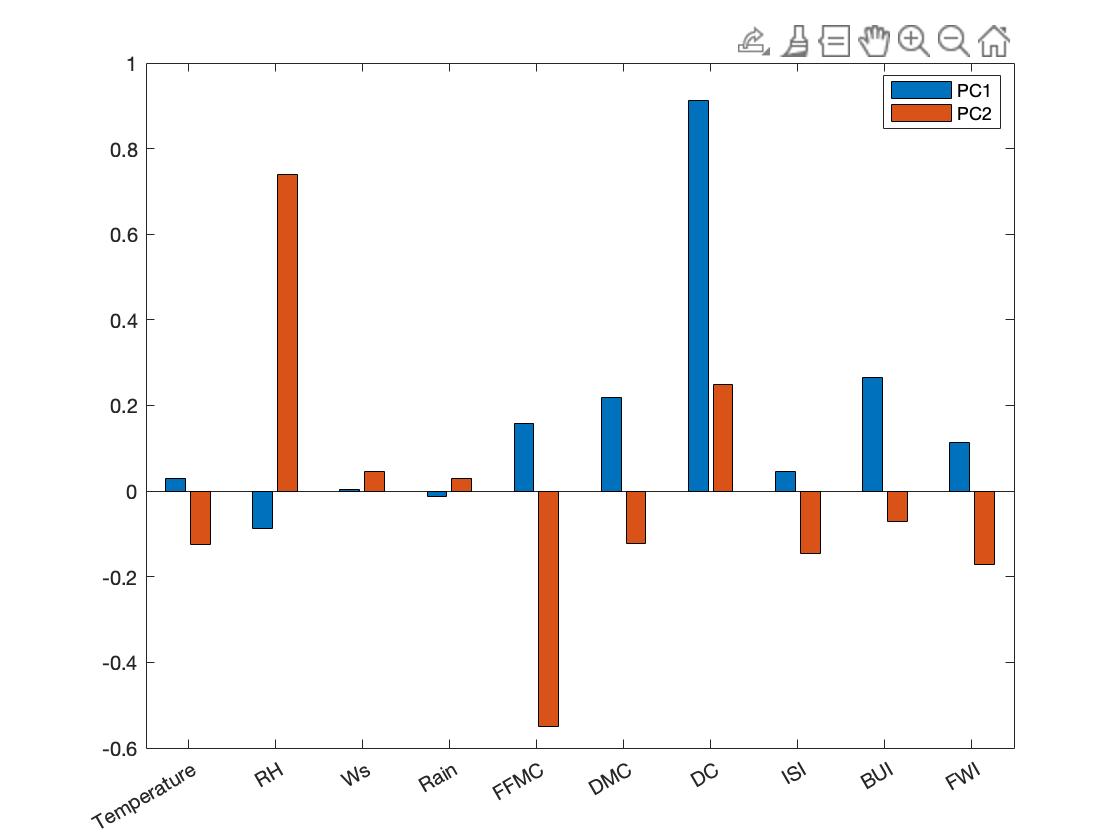 PC1
PC2
1
0.8
0.6
0.4
0.2
0
-0.2
-0.4
-0.6
Temperature
RH
Ws
Rain
FFMC
DMC
DC
ISI
BUI
FWI